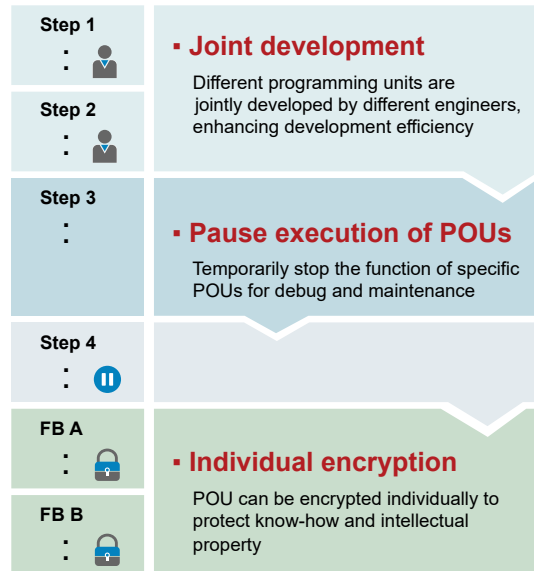 Step 1
:
▪ Joint development
Different programming units are
jointly developed by different engineers,
enhancing development efficiency
Step 2
:
Step 3
:
▪ Pause execution of POUs
Temporarily stop the function of specific
POUs for debug and maintenance
Step 4
:
FB A
:
▪ Individual encryption
POU can be encrypted individually to
protect know-how and intellectual
property
FB B
: